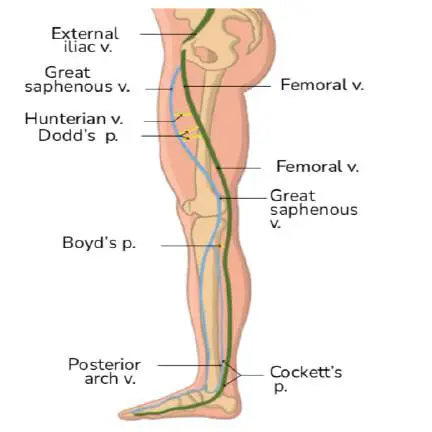 External
iliac v.
Great
saphenous v.
Femoral v.
Hunterian v.
Dodd's p.
Femoral v.
Great
saphenous
v.
Boyd's p.
Posterior
arch v.
Cockett's
p.